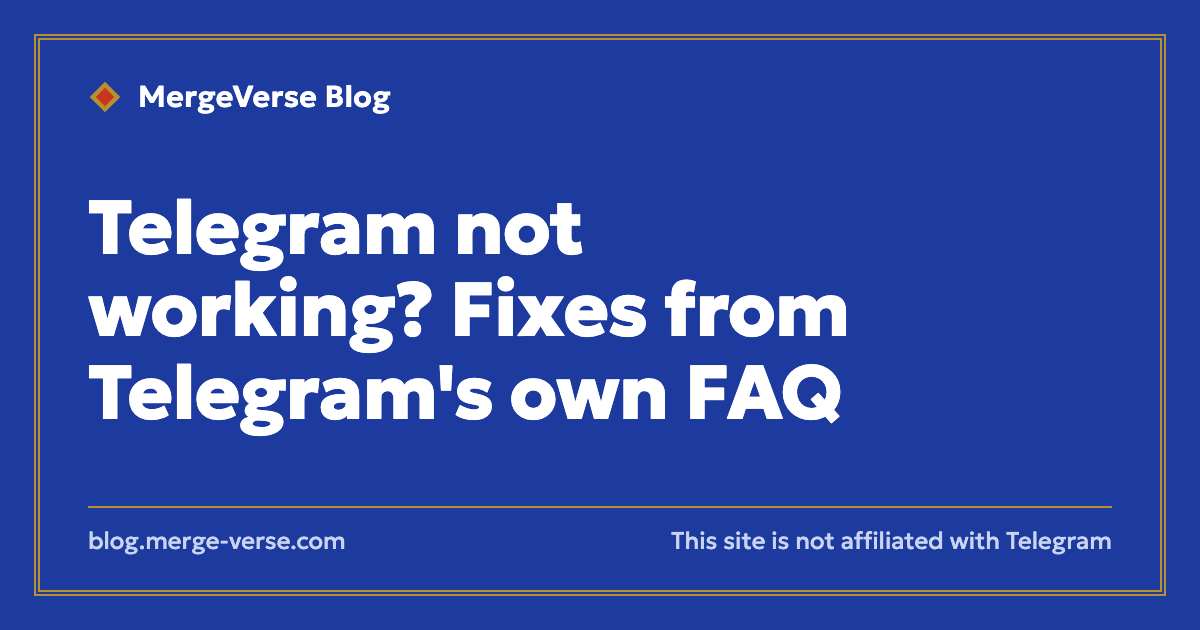 MergeVerse Blog
Telegram not
working? Fixes from
Telegram's own FAQ
blog.merge-verse.com
This site is not affiliated with Telegram